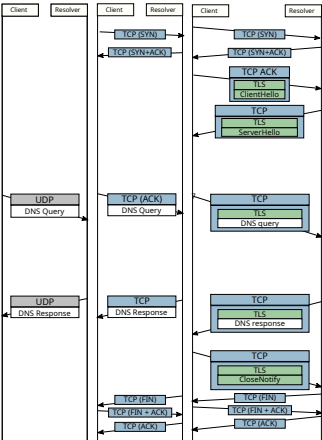 Client
Resolver
UDP
DNS Query
UDP
DNS Response
Client
Resolver
TCP (SYN)
TCP (SYN+ACK)
TCP (ACK)
DNS Query
TCP
DNS Response
TCP (FIN)
TCP (FIN + ACK)
TCP (ACK)
Client
Resolver
TCP (SYN)
TCP (SYN+ACK)
TCP ACK
TLS
ClientHello
TCP
TLS
ServerHello
TCP
TLS
DNS query
TCP
TLS
DNS response
TCP
TLS
CloseNotify
TCP (FIN)
TCP (FIN + ACK)
TCP (ACK)